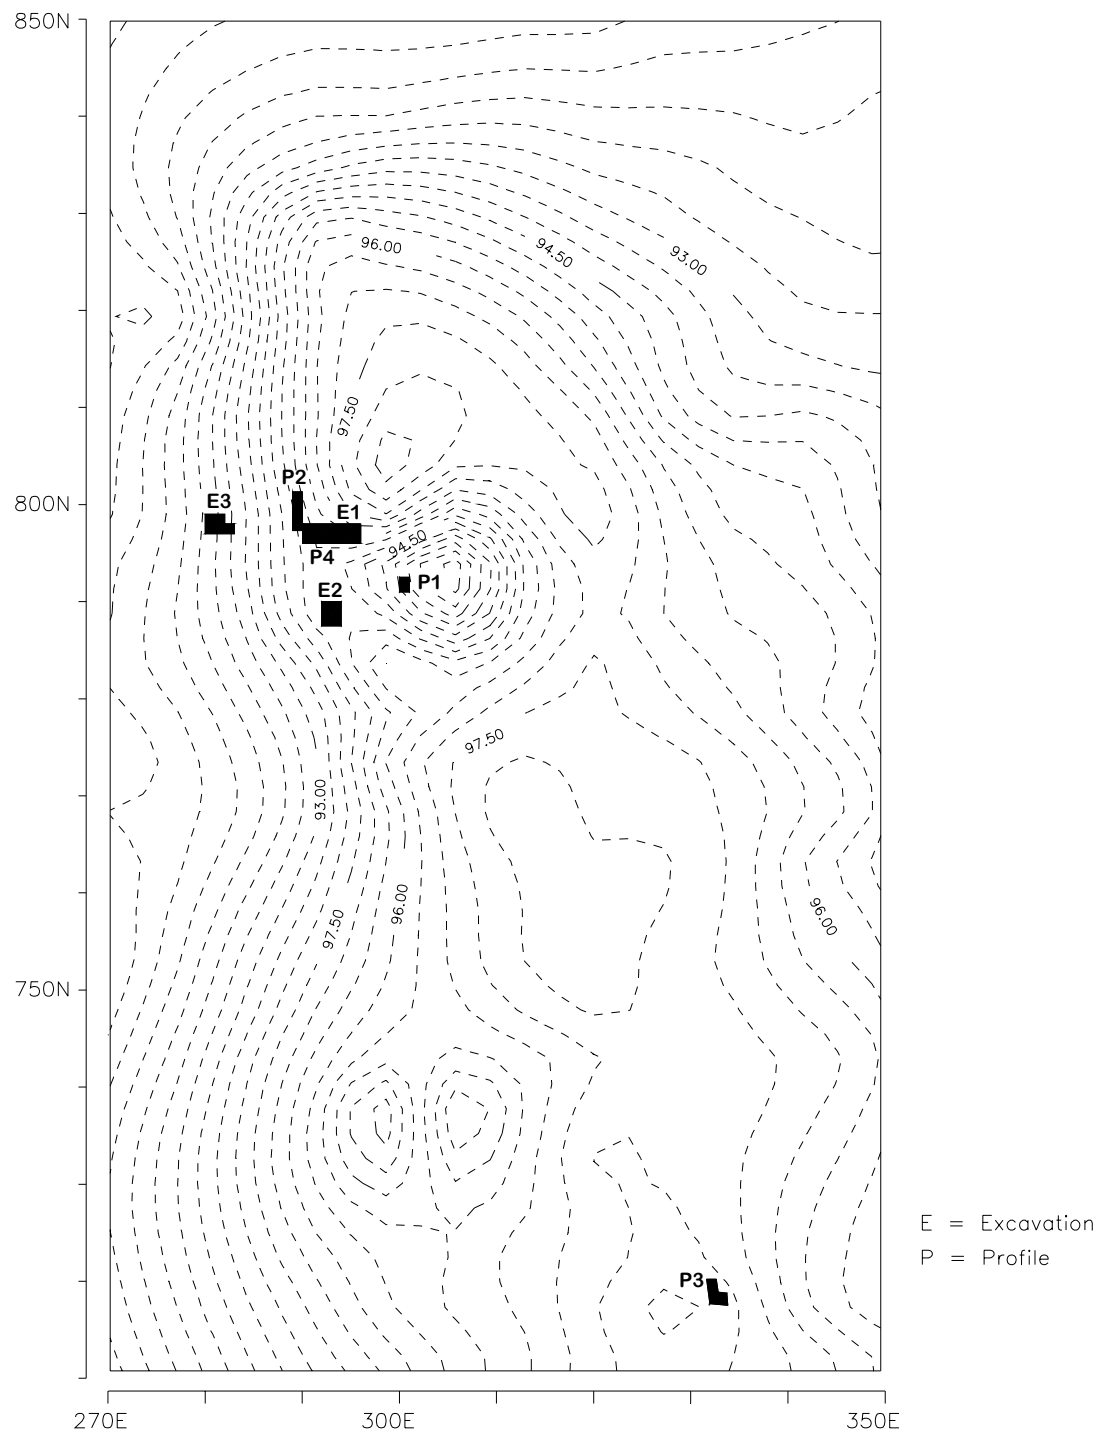 850N
96.00
94.50
93.00
97.50
P2
E3
800N
E1
94.50
P4
P1
E2
97.50
93.00
96.00
97.50
96.00
750N
E = Excavation
P = Profile
P3
270E
300E
350E